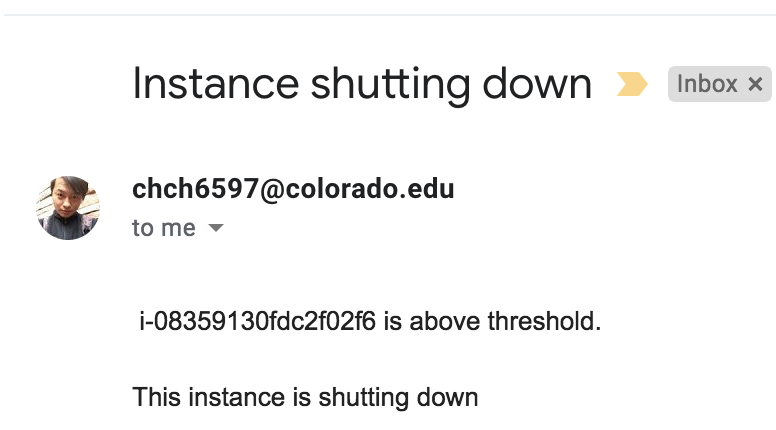 Instance shutting down Inbox ×
chch6597@colorado.edu
to me
i-08359130fdc2f02f6 is above threshold.
This instance is shutting down